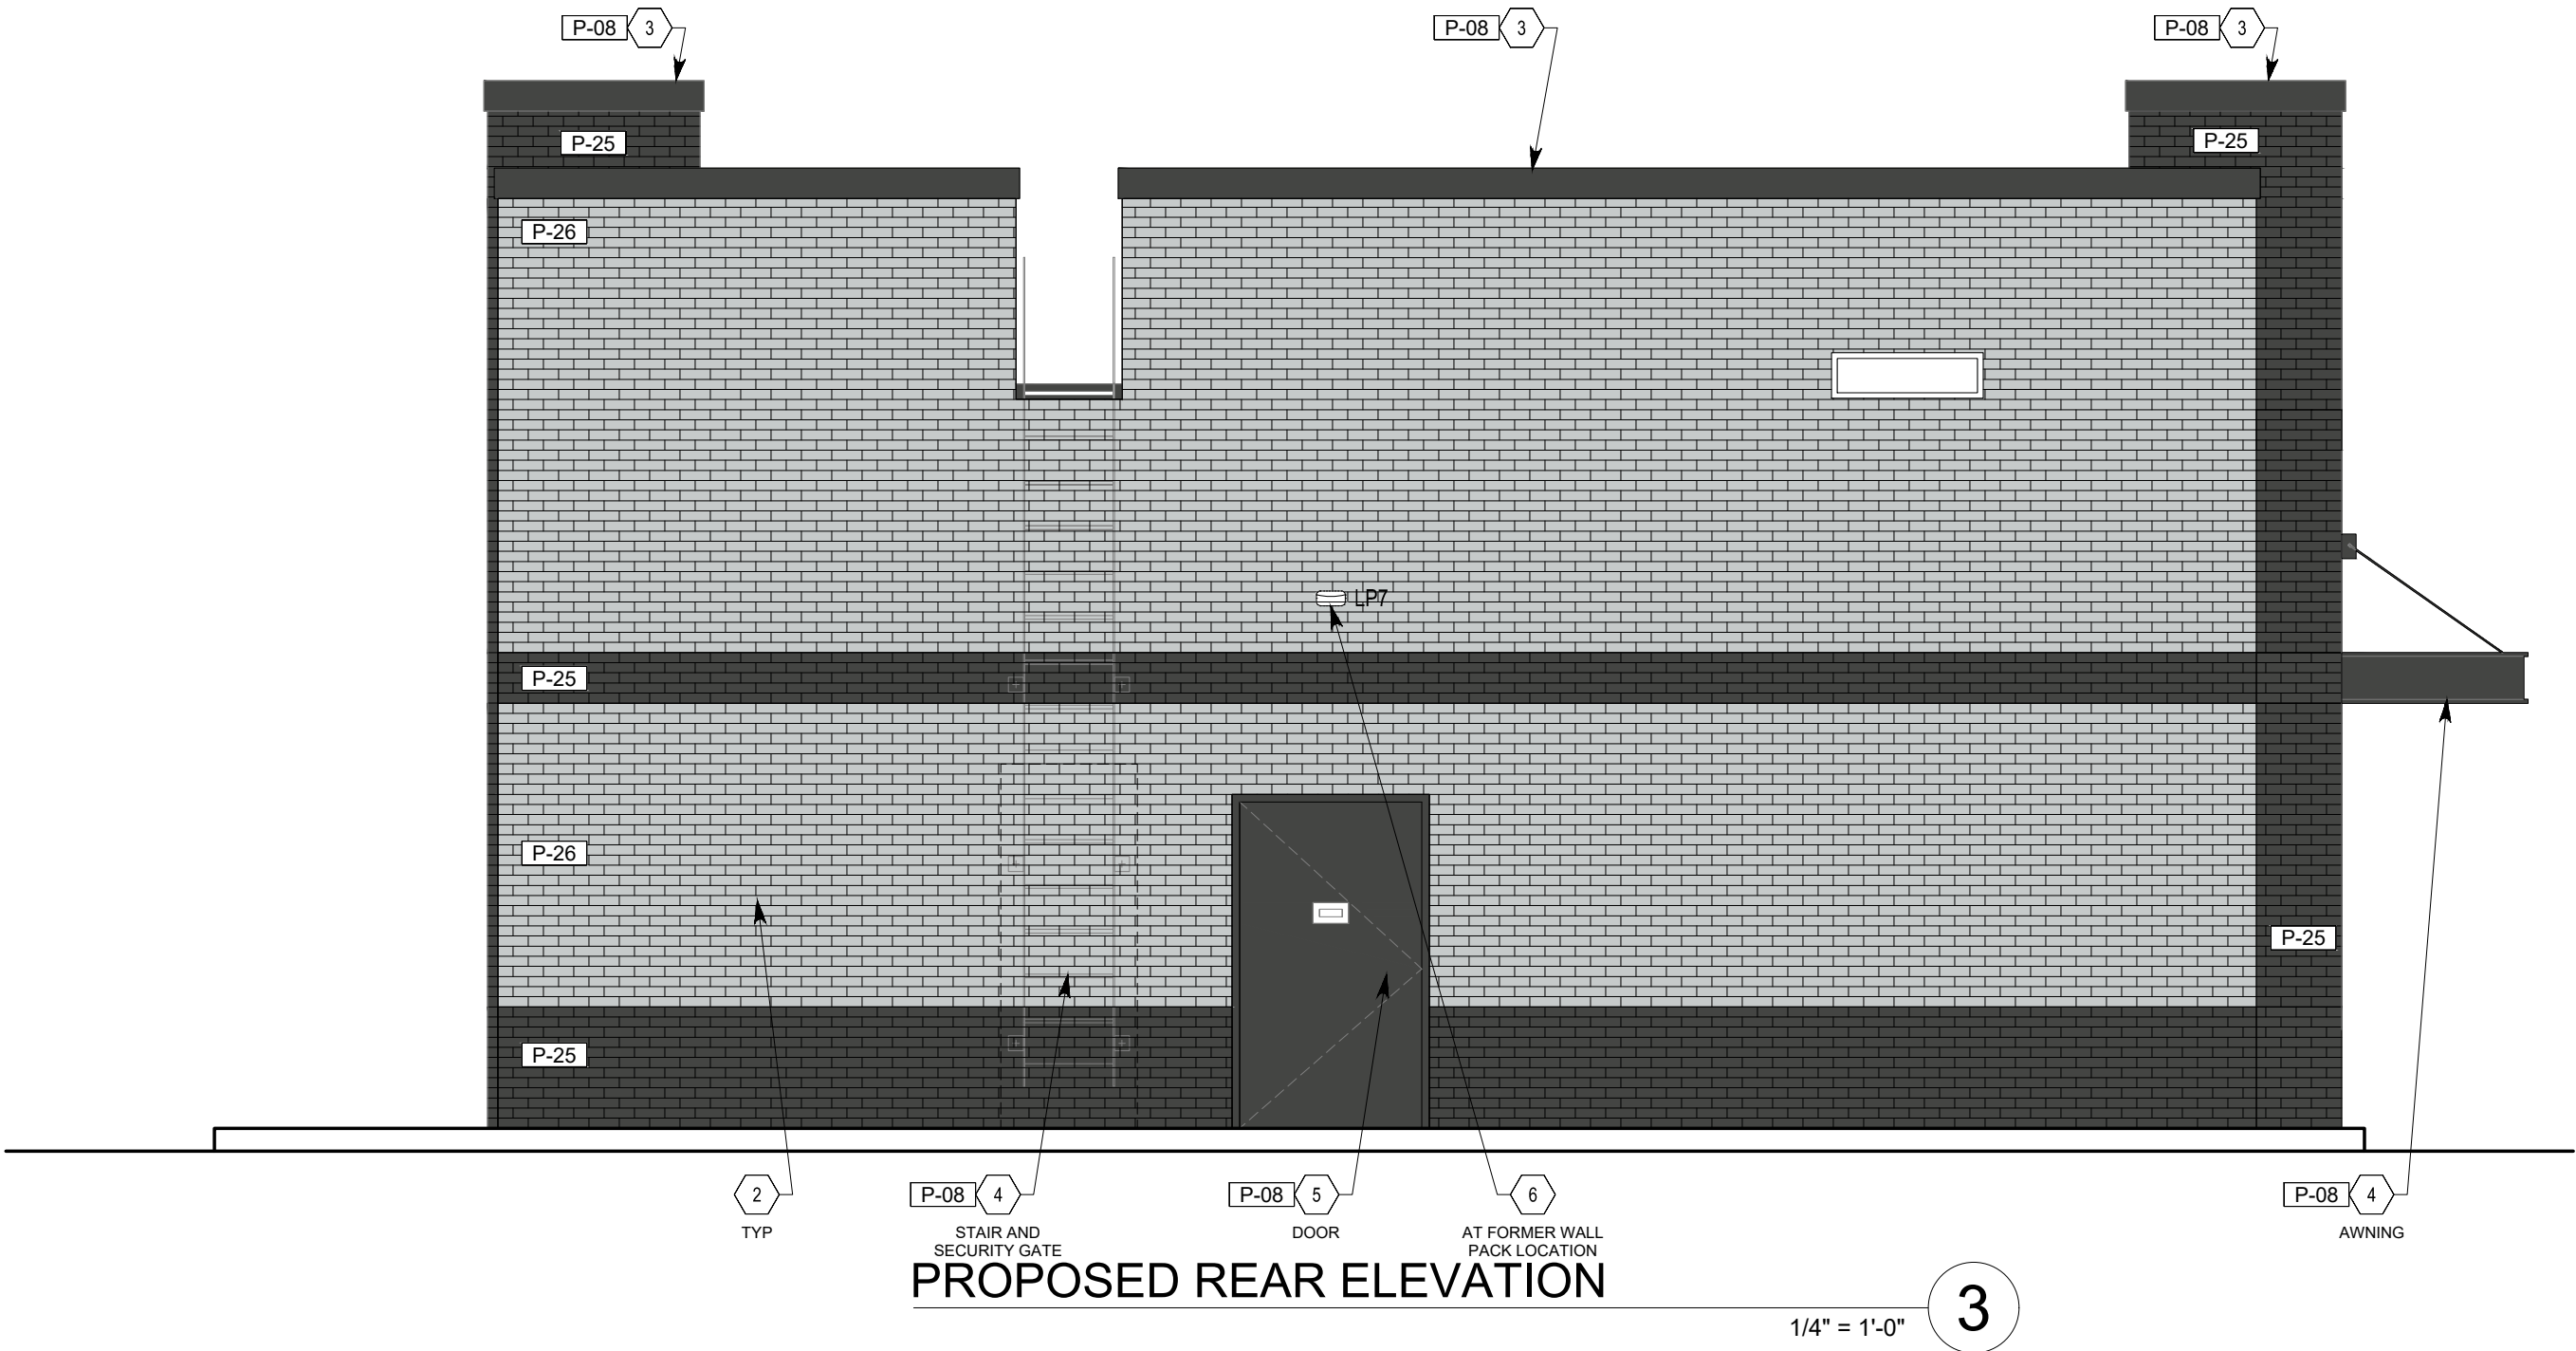 P-08 3
P-08 3
P-08 3
P-25
P-25
P-26
LP7
P-25
P-26
P-25
P-25
2
TYP
P-08 4
STAIR AND
SECURITY GATE
P-08 5
DOOR
6
AT FORMER WALL
PACK LOCATION
P-08 4
AWNING
PROPOSED REAR ELEVATION
3
1/4" = 1'-0"